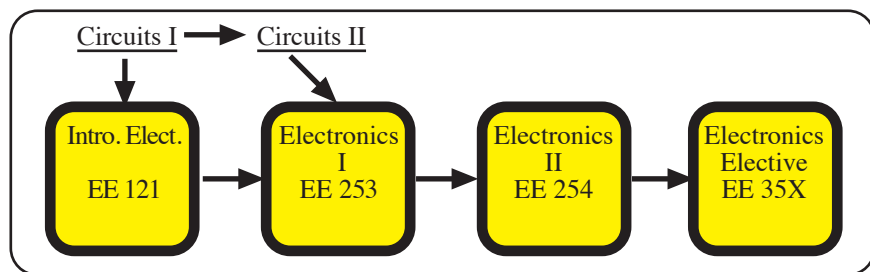 Circuits I
Circuits II
Intro. Elect.
EE 121
Electronics
I
EE 253
Electronics
II
EE 254
Electronics
Elective
EE 35X